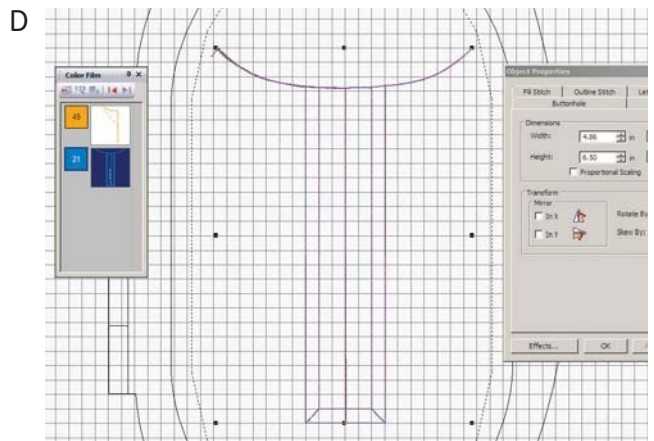 D
Color Film
45
21
Object Properties
Fill Stitch Outline Stitch
Buttonhole
Dimensions
Width: 4.86 in
Height: 6.50 in
Proportional Scaling
Transform
Mirror
In X
In Y
Rotate By:
Skew By:
Effects... OK